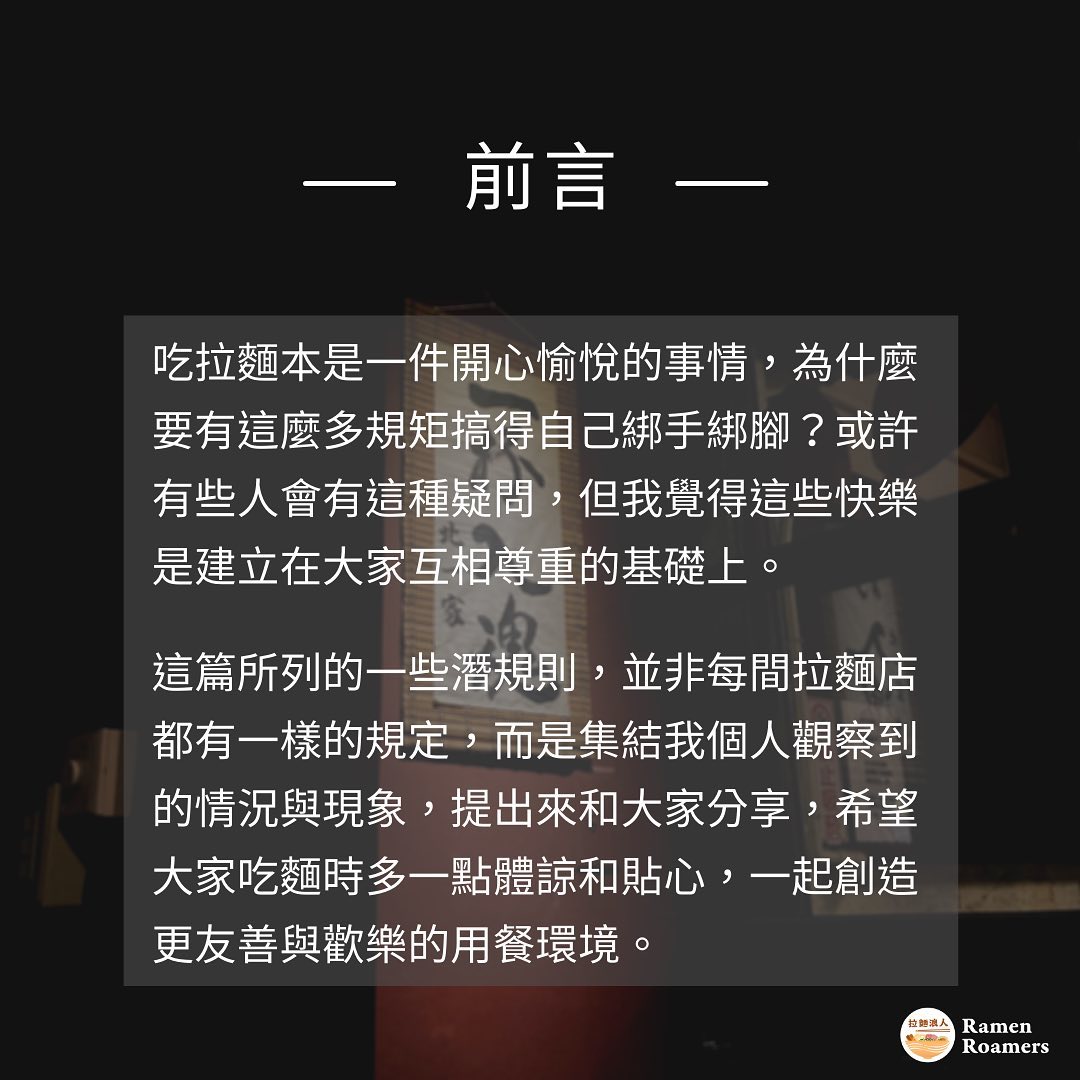 前言
吃拉麵本是一件開心愉悅的事情，為什麼
要有這麼多規矩搞得自己綁手綁腳？或許
有些人會有這種疑問，但我覺得這些快樂
是建立在大家互相尊重的基礎上。
這篇所列的一些潛規則，並非每間拉麵店
都有一樣的規定，而是集結我個人觀察到
的情況與現象，提出來和大家分享，希望
大家吃麵時多一點體諒和貼心，一起創造
更友善與歡樂的用餐環境。
拉麵浪人
Ramen
Roamers